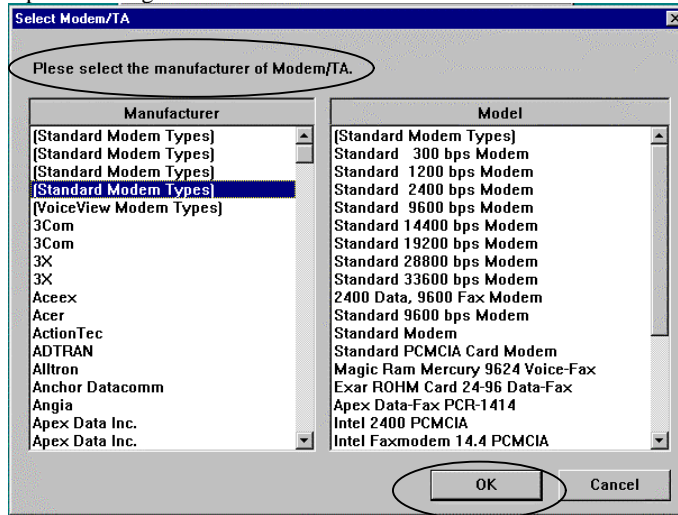 Select Modem/TA
Plese select the manufacturer of Modem/TA.
Manufacturer
(Standard Modem Types)
(Standard Modem Types)
(Standard Modem Types)
(Standard Modem Types)
(VoiceView Modem Types)
3Com
3Com
3X
3X
Aceex
Acer
ActionTec
ADTRAN
Alltron
Anchor Datacomm
Angia
Apex Data Inc.
Apex Data Inc.
Model
(Standard Modem Types)
Standard 300 bps Modem
Standard 1200 bps Modem
Standard 2400 bps Modem
Standard 9600 bps Modem
Standard 14400 bps Modem
Standard 19200 bps Modem
Standard 28800 bps Modem
Standard 33600 bps Modem
2400 Data, 9600 Fax Modem
Standard 9600 bps Modem
Standard Modem
Standard PCMCIA Card Modem
Magic Ram Mercury 9624 Voice-Fax
Exar ROHM Card 24-96 Data-Fax
Apex Data-Fax PCR-1414
Intel 2400 PCMCIA
Intel Faxmodem 14.4 PCMCIA
OK
Cancel